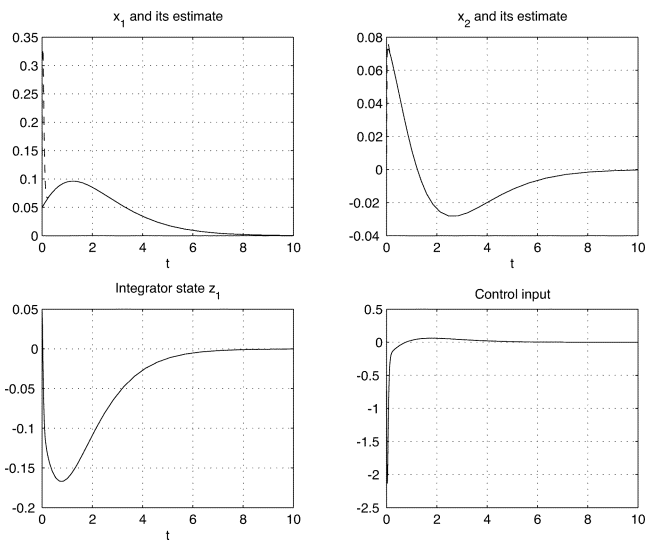 x1 and its estimate
0.35
0.3
0.25
0.2
0.15
0.1
0.05
0
0 2 4 6 8 10
t
x2 and its estimate
0.08
0.06
0.04
0.02
0
-0.02
-0.04
0 2 4 6 8 10
t
Integrator state z1
0.05
0
-0.05
-0.1
-0.15
-0.2
0 2 4 6 8 10
t
Control input
0.5
0
-0.5
-1
-1.5
-2
-2.5
0 2 4 6 8 10